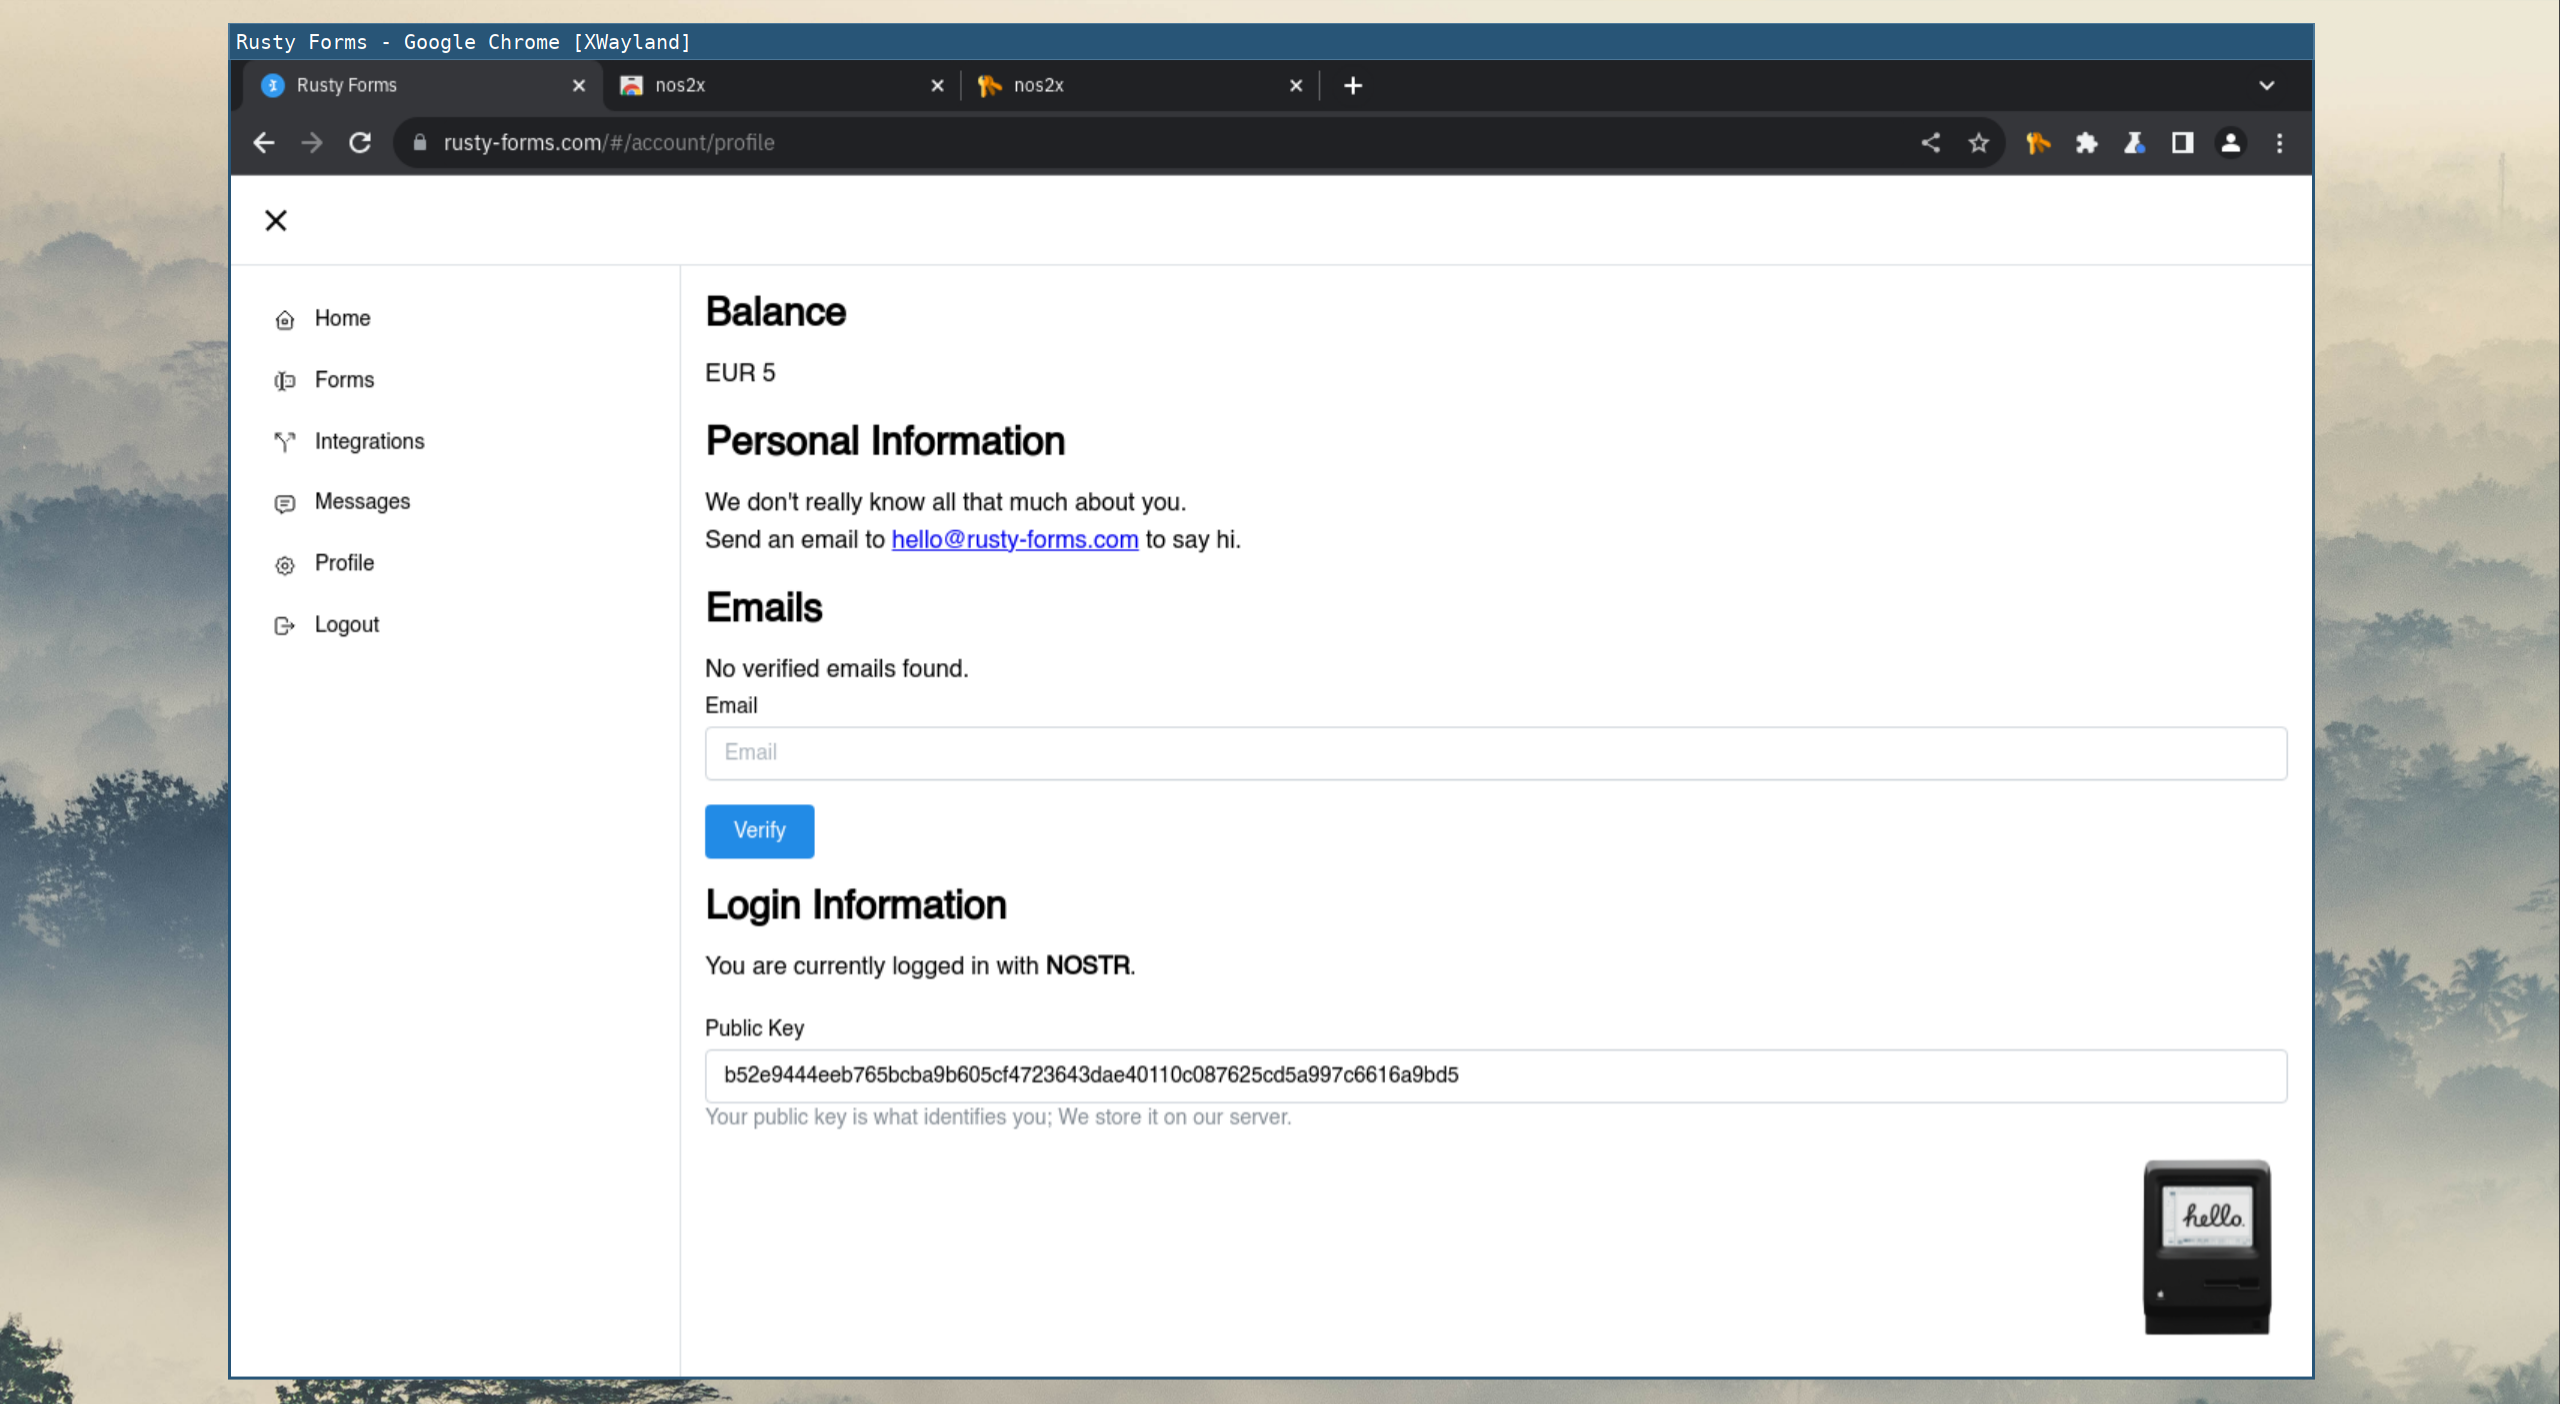 Rusty Forms - Google Chrome [XWayland]
Rusty Forms
nos2x
nos2x
rusty-forms.com/#/account/profile
Home
Forms
Integrations
Messages
Profile
Logout
Balance
EUR 5
Personal Information
We don't really know all that much about you.
Send an email to hello@rusty-forms.com to say hi.
Emails
No verified emails found.
Email
Email
Verify
Login Information
You are currently logged in with NOSTR.
Public Key
b52e9444eeb765bcba9b605cf4723643dae40110c087625cd5a997c6616a9bd5
Your public key is what identifies you; We store it on our server.
hello.